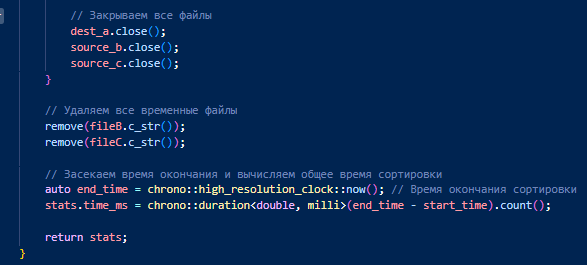 // Закрываем все файлы
dest_a.close();
source_b.close();
source_c.close();
}
// Удаляем все временные файлы
remove(fileB.c_str());
remove(fileC.c_str());
// Засекаем время окончания и вычисляем общее время сортировки
auto end_time = chrono::high_resolution_clock::now(); // Время окончания сортировки
stats.time_ms = chrono::duration<double, milli>(end_time - start_time).count();
return stats;
}